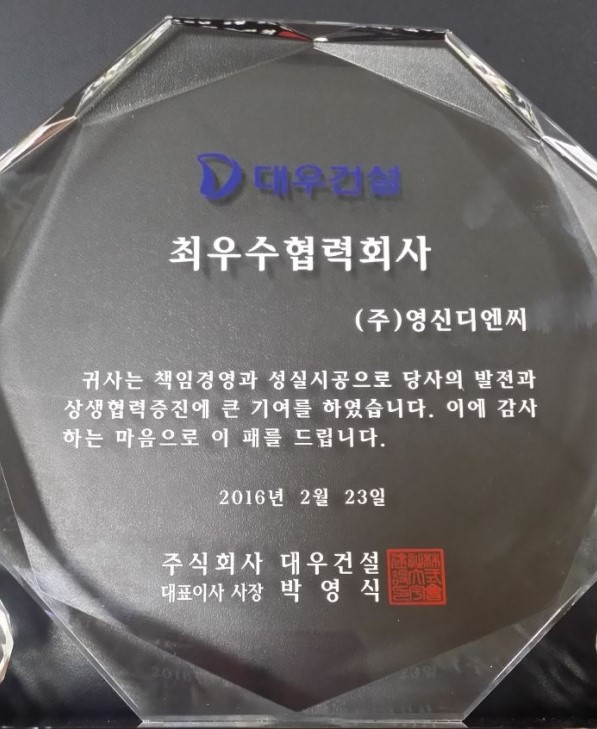 대우건설
최우수협력회사
(주)영신디엔씨
귀사는 책임경영과 성실시공으로 당사의 발전과
상생협력증진에 큰 기여를 하였습니다. 이에 감사
하는 마음으로 이 패를 드립니다.
2016년 2월 23일
주식회사 대우건설
대표이사 사장 박영식